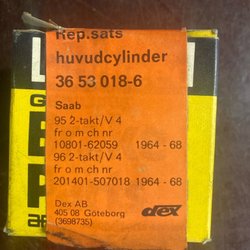 Rep.sats
huvudcylinder
36 53 018-6
Saab
95 2-takt/V 4
fr o m ch nr
10801-62059 1964 - 68
96 2-takt/V 4
fr o m ch nr
201401-507018 1964 - 68
Dex AB
405 08 Göteborg
(3698735)
dex